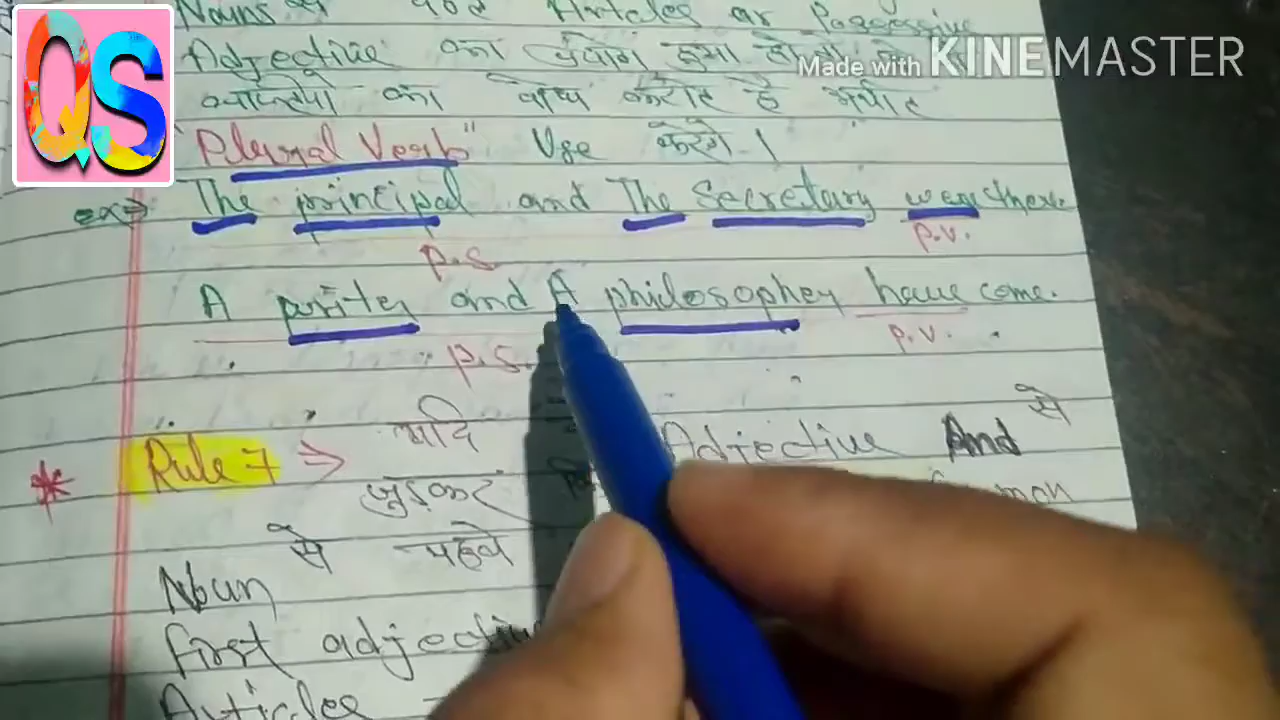 Nouns से पहले Articles or Possessive
Adjective का प्रयोग हुआ हो तो
Made with KINEMASTER
QS
व्यक्तियों का बोध कराते है अर्थात
"Plural Verb" Use करेंगे।
ex⇒ The principal and The Secretary were there.
p.s. p.v.
A writer and A philosopher have come.
p.s. p.v.
* Rule 7 ⇒ यदि Adjective And से
जुड़कर
Noun से पहले
first adjective
Articles